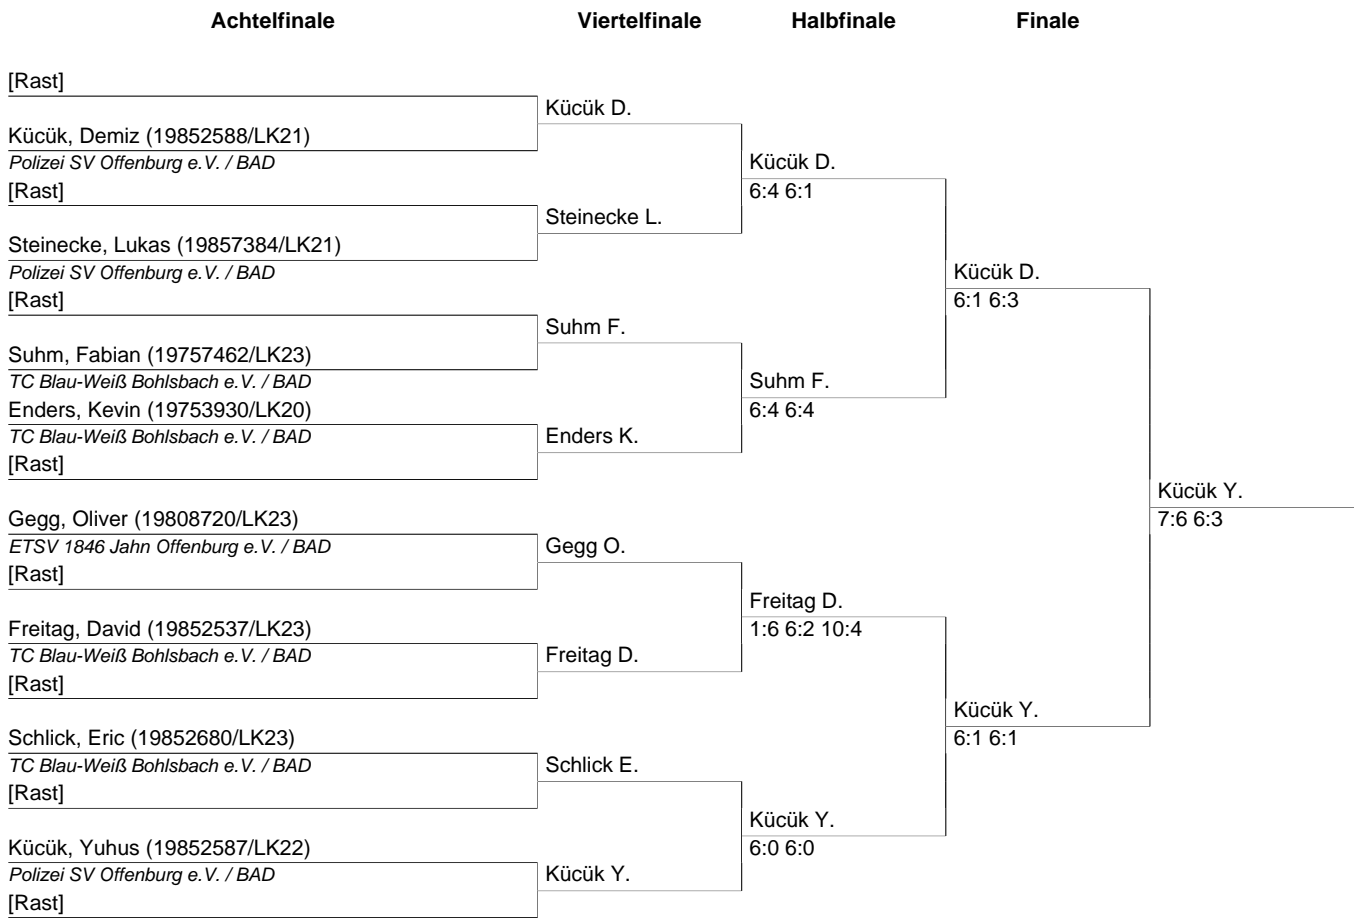 Achtelfinale Viertelfinale Halbfinale Finale
[Rast]
Kücük D.
Kücük, Demiz (19852588/LK21)
Polizei SV Offenburg e.V. / BAD
Kücük D.
[Rast]
6:4 6:1
Steinecke L.
Steinecke, Lukas (19857384/LK21)
Polizei SV Offenburg e.V. / BAD
Kücük D.
[Rast]
6:1 6:3
Suhm F.
Suhm, Fabian (19757462/LK23)
TC Blau-Weiß Bohlsbach e.V. / BAD
Suhm F.
Enders, Kevin (19753930/LK20)
6:4 6:4
TC Blau-Weiß Bohlsbach e.V. / BAD
Enders K.
[Rast]
Kücük Y.
Gegg, Oliver (19808720/LK23)
7:6 6:3
ETSV 1846 Jahn Offenburg e.V. / BAD
Gegg O.
[Rast]
Freitag D.
Freitag, David (19852537/LK23)
1:6 6:2 10:4
TC Blau-Weiß Bohlsbach e.V. / BAD
Freitag D.
[Rast]
Kücük Y.
Schlick, Eric (19852680/LK23)
6:1 6:1
TC Blau-Weiß Bohlsbach e.V. / BAD
Schlick E.
[Rast]
Kücük Y.
Kücük, Yuhus (19852587/LK22)
6:0 6:0
Polizei SV Offenburg e.V. / BAD
Kücük Y.
[Rast]